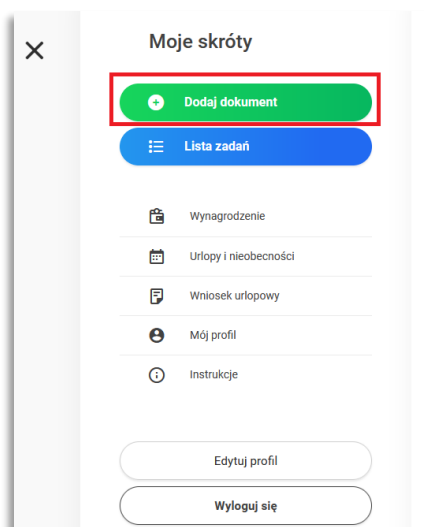 Moje skróty
Dodaj dokument
Lista zadań
Wynagrodzenie
Urlopy i nieobecności
Wniosek urlopowy
Mój profil
Instrukcje
Edytuj profil
Wyloguj się